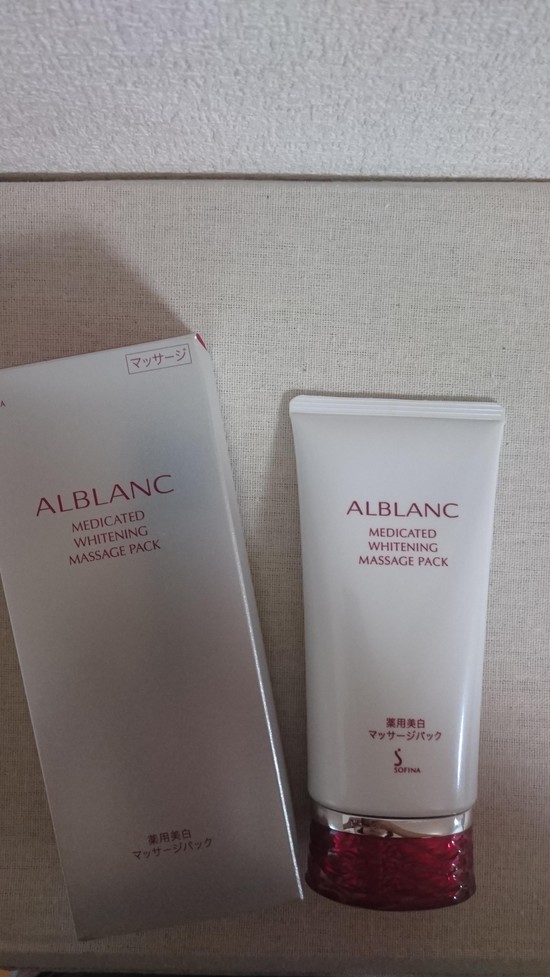 マッサージ
ALBLANC
MEDICATED
WHITENING
MASSAGE PACK
薬用美白
マッサージパック
ALBLANC
MEDICATED
WHITENING
MASSAGE PACK
薬用美白
マッサージパック
S
SOFINA